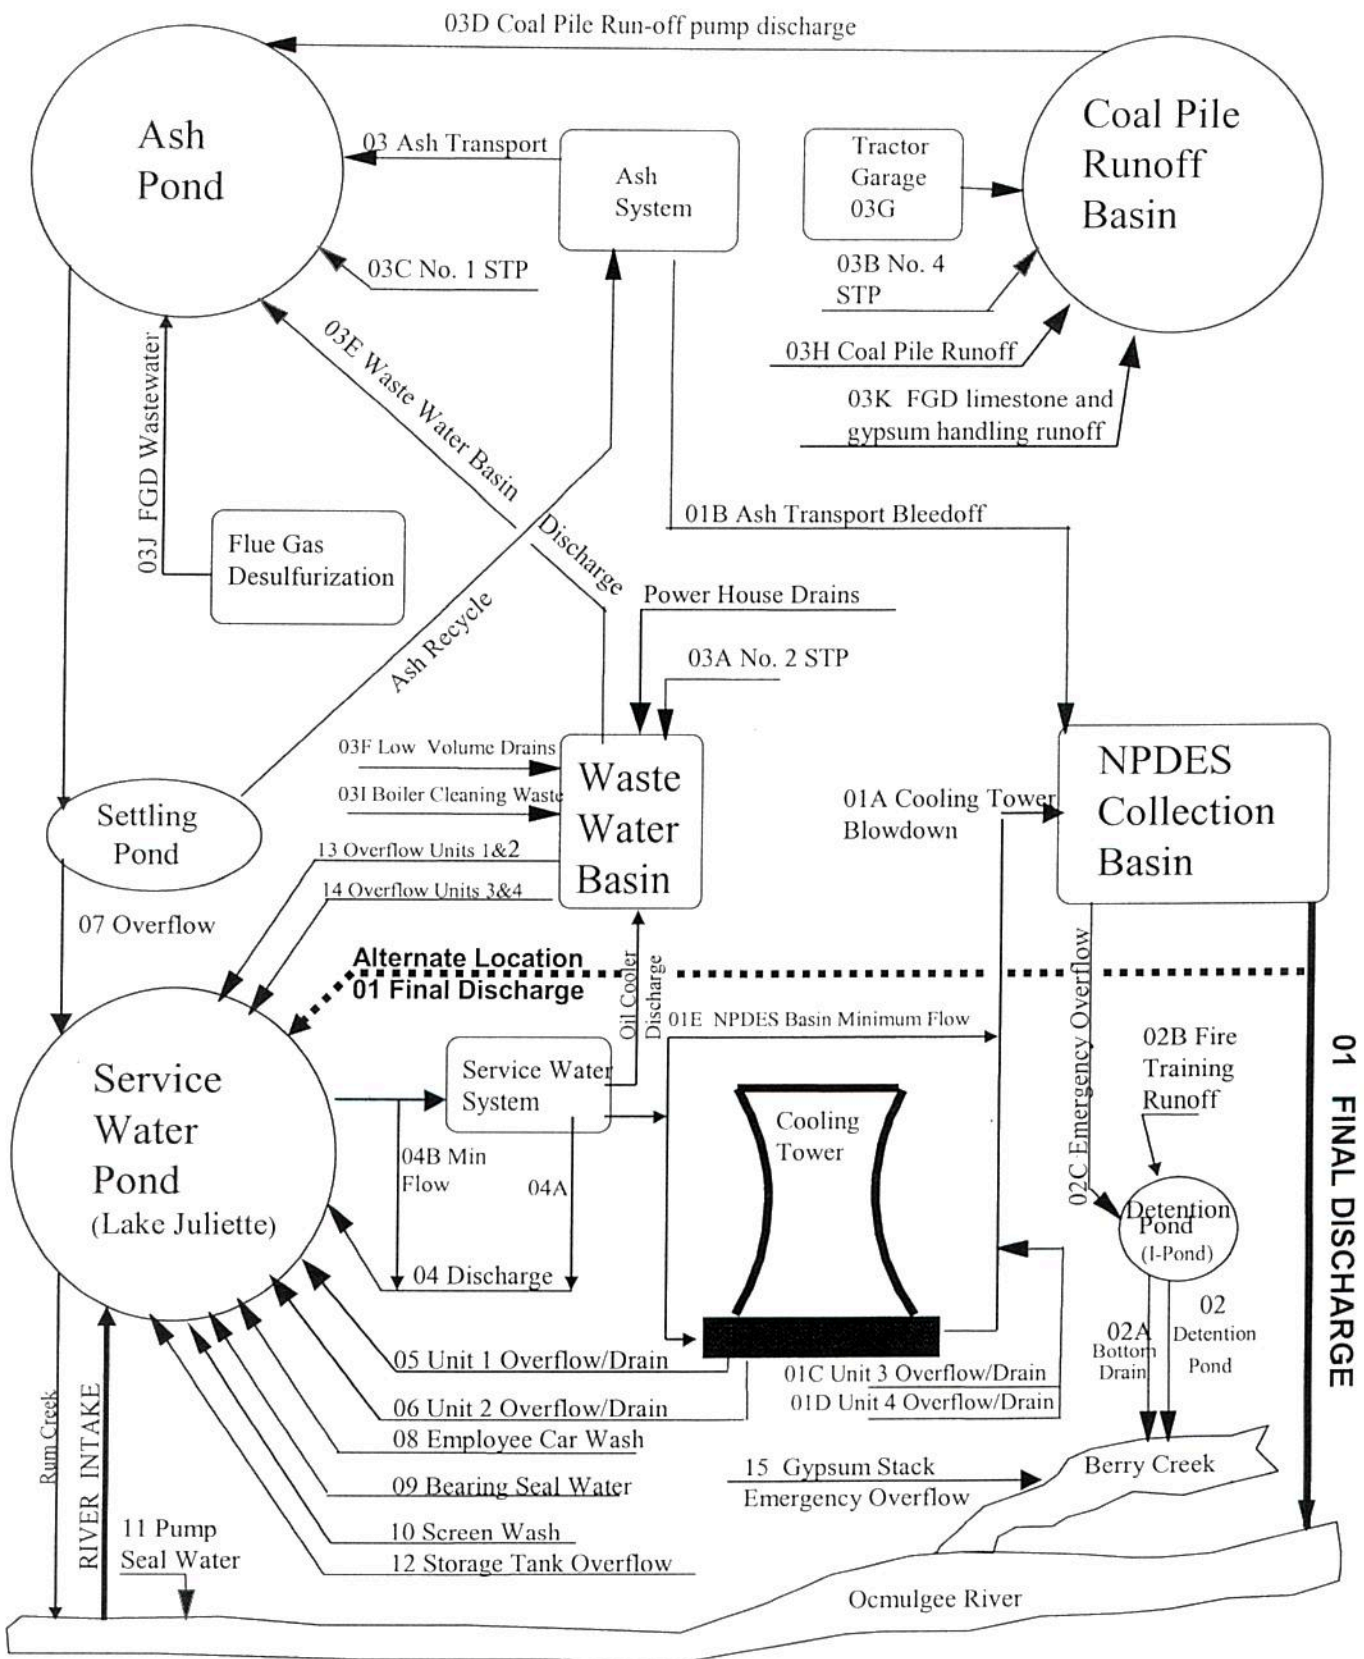 03D Coal Pile Run-off pump discharge
Ash
Pond
03 Ash Transport
Ash
System
Tractor
Garage
03G
Coal Pile
Runoff
Basin
03C No. 1 STP
03B No. 4
STP
03H Coal Pile Runoff
03K FGD limestone and
gypsum handling runoff
03E Waste Water Basin
Discharge
03J FGD Wastewater
Flue Gas
Desulfurization
Ash Recycle
01B Ash Transport Bleedoff
Power House Drains
03A No. 2 STP
03F Low Volume Drains
03I Boiler Cleaning Waste
Waste
Water
Basin
01A Cooling Tower
Blowdown
NPDES
Collection
Basin
Settling
Pond
13 Overflow Units 1&2
14 Overflow Units 3&4
07 Overflow
Alternate Location
01 Final Discharge
Oil Cooler
Discharge
01E NPDES Basin Minimum Flow
02C Emergency Overflow
02B Fire
Training
Runoff
01 FINAL DISCHARGE
Service
Water
Pond
(Lake Juliette)
Service Water
System
04B Min
Flow
04A
04 Discharge
Cooling
Tower
Detention
Pond
(I-Pond)
02A
Bottom
Drain
02
Detention
Pond
05 Unit 1 Overflow/Drain
06 Unit 2 Overflow/Drain
01C Unit 3 Overflow/Drain
01D Unit 4 Overflow/Drain
08 Employee Car Wash
09 Bearing Seal Water
10 Screen Wash
12 Storage Tank Overflow
15 Gypsum Stack
Emergency Overflow
Berry Creek
Rum Creek
RIVER INTAKE
11 Pump
Seal Water
Ocmulgee River